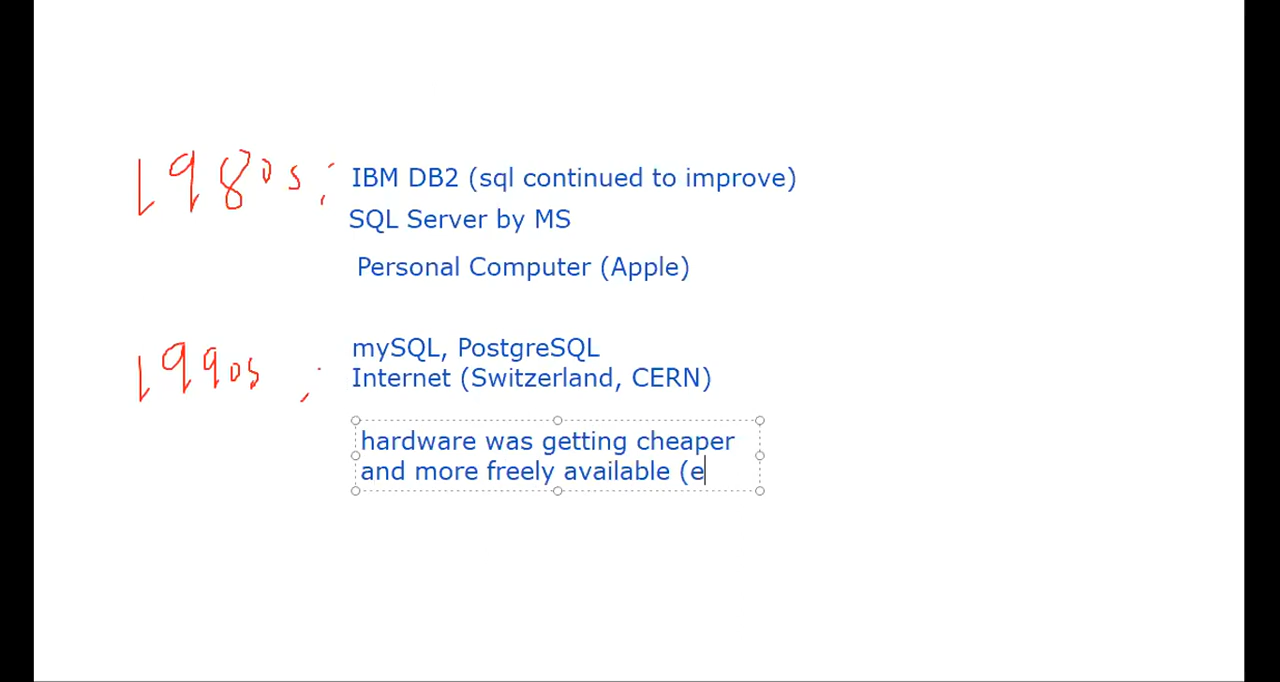 1980s:
IBM DB2 (sql continued to improve)
SQL Server by MS
Personal Computer (Apple)
1990s:
mySQL, PostgreSQL
Internet (Switzerland, CERN)
hardware was getting cheaper
and more freely available (e